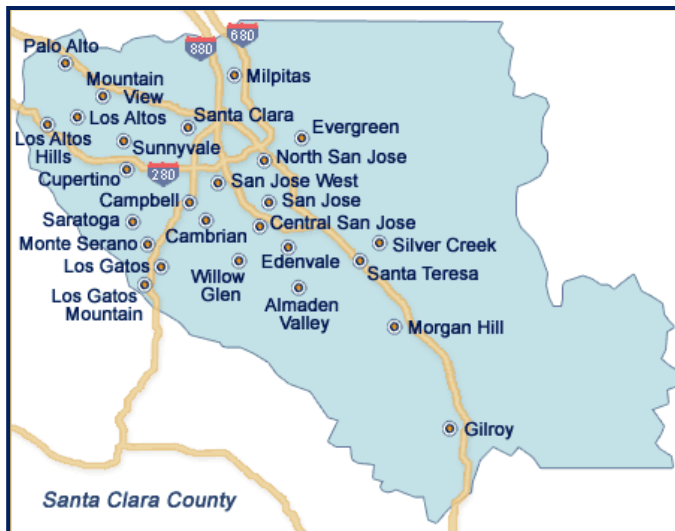 680
880
Palo Alto
Milpitas
Mountain
View
Los Altos
Santa Clara
Evergreen
Los Altos
Hills
Sunnyvale
North San Jose
Cupertino
280
San Jose West
Campbell
San Jose
Saratoga
Cambrian
Central San Jose
Monte Serano
Silver Creek
Edenvale
Los Gatos
Willow
Glen
Santa Teresa
Los Gatos
Mountain
Almaden
Valley
Morgan Hill
Gilroy
Santa Clara County